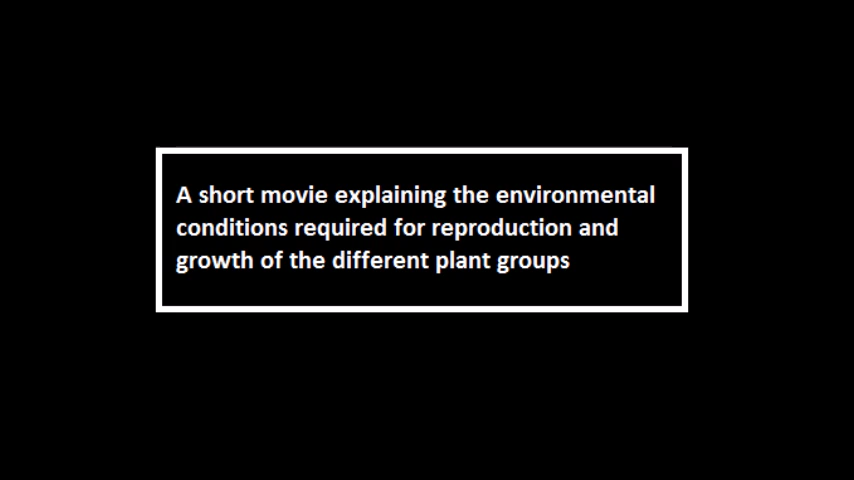 A short movie explaining the environmental
conditions required for reproduction and
growth of the different plant groups